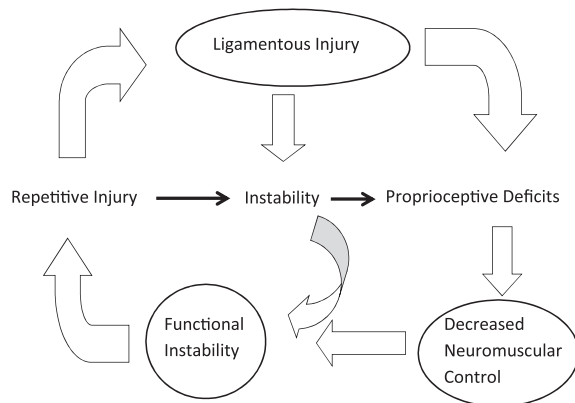 Ligamentous Injury
Repetitive Injury
Instability
Proprioceptive Deficits
Functional
Instability
Decreased
Neuromuscular
Control